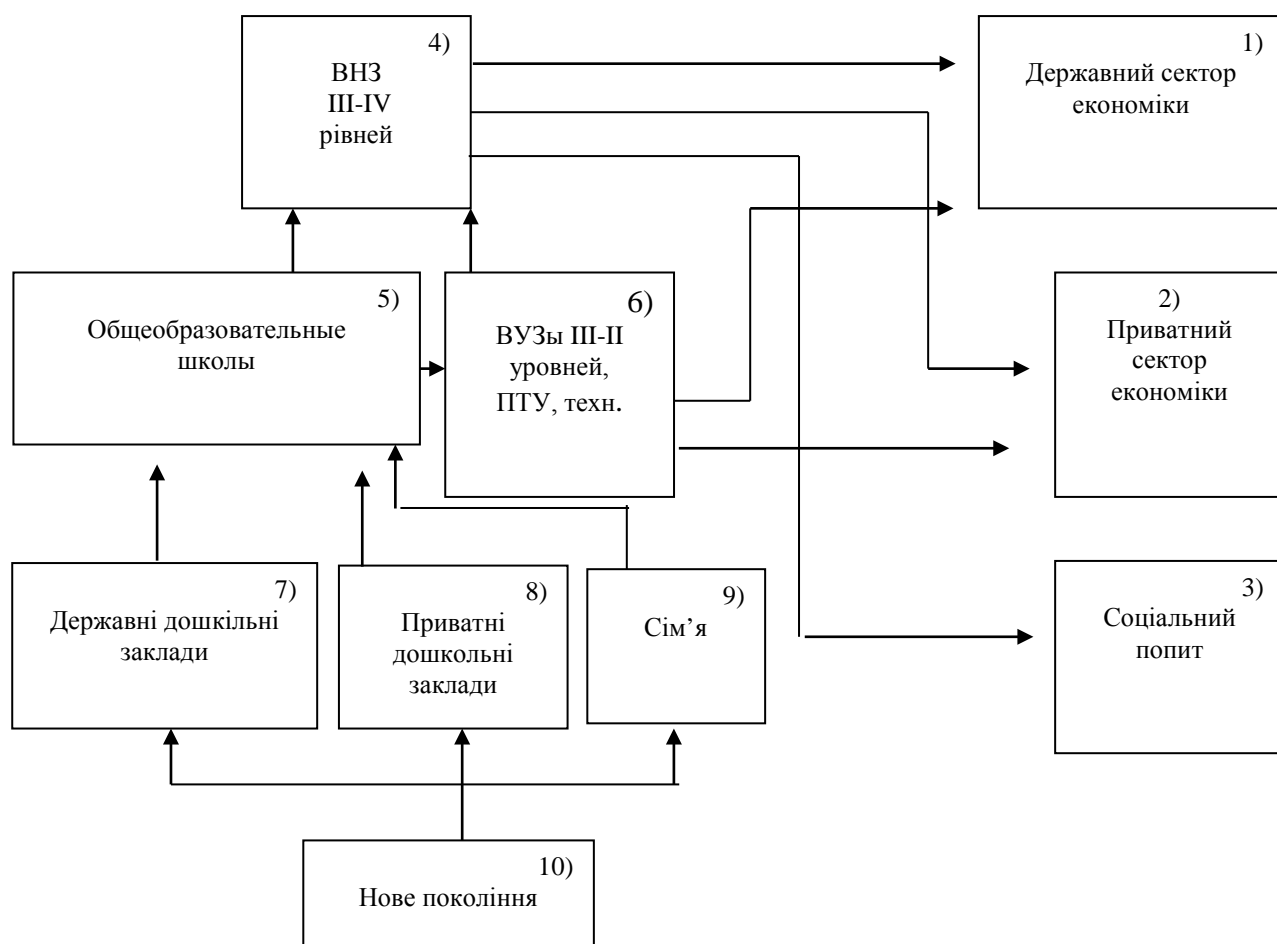 4)
ВНЗ
III-IV
рівней
1)
Державний сектор
економіки
5)
Общеобразовательные
школы
6)
ВУЗы III-II
уровней,
ПТУ, техн.
2)
Приватний
сектор
економіки
7)
Державні дошкільні
заклади
8)
Приватні
дошкольні
заклади
9)
Сім’я
3)
Соціальний
попит
10)
Нове покоління